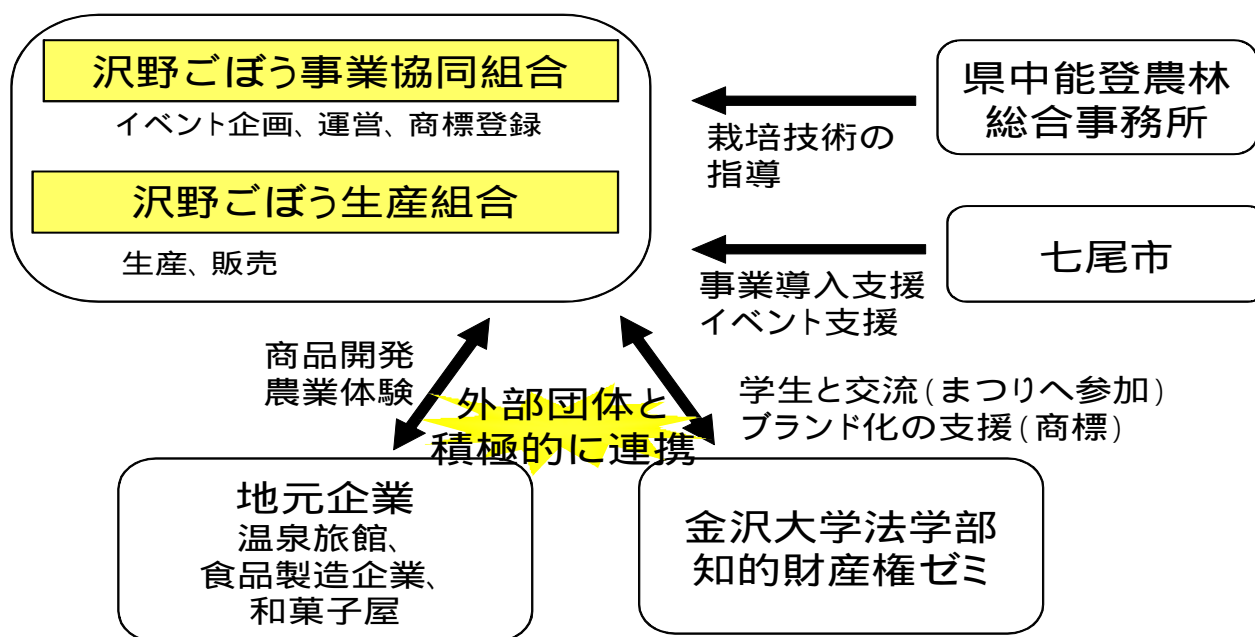 沢野ごぼう事業協同組合
イベント企画、運営、商標登録
沢野ごぼう生産組合
生産、販売
県中能登農林
総合事務所
栽培技術の
指導
七尾市
事業導入支援
イベント支援
商品開発
農業体験
外部団体と
積極的に連携
学生と交流(まつりへ参加)
ブランド化の支援(商標)
地元企業
温泉旅館、
食品製造企業、
和菓子屋
金沢大学法学部
知的財産権ゼミ